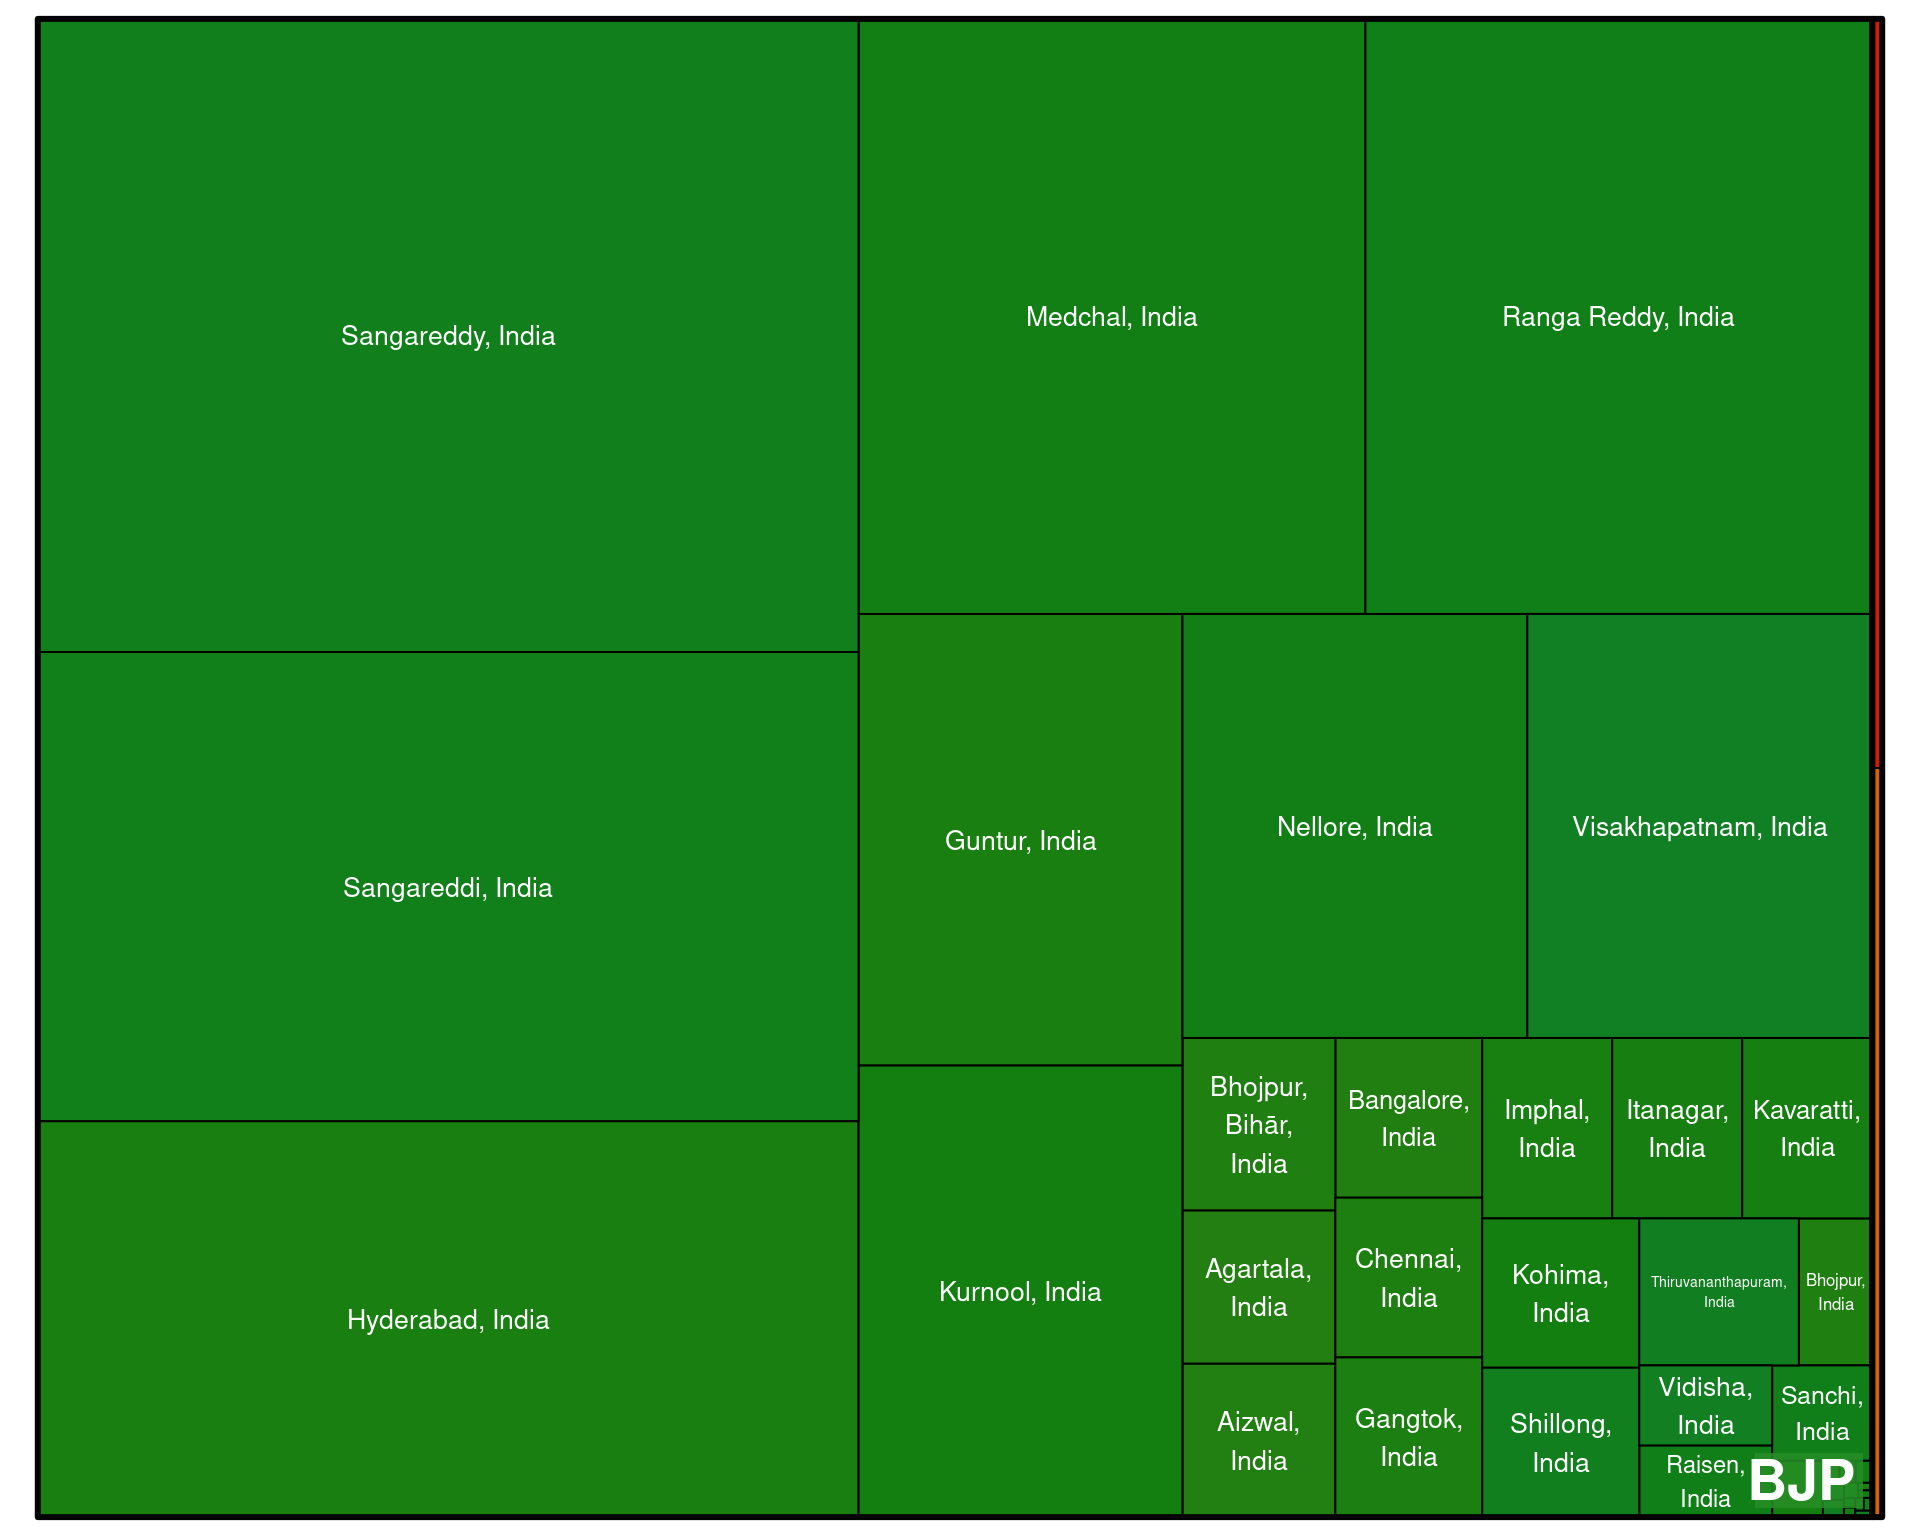 Sangareddy, India
Medchal, India
Ranga Reddy, India
Sangareddi, India
Guntur, India
Nellore, India
Visakhapatnam, India
Hyderabad, India
Kurnool, India
Bhojpur,
Bihār,
India
Bangalore,
India
Imphal,
India
Itanagar,
India
Kavaratti,
India
Agartala,
India
Chennai,
India
Kohima,
India
Thiruvananthapuram,
India
Bhojpur,
India
Aizwal,
India
Gangtok,
India
Shillong,
India
Vidisha,
India
Sanchi,
India
Raisen,
India
BJP